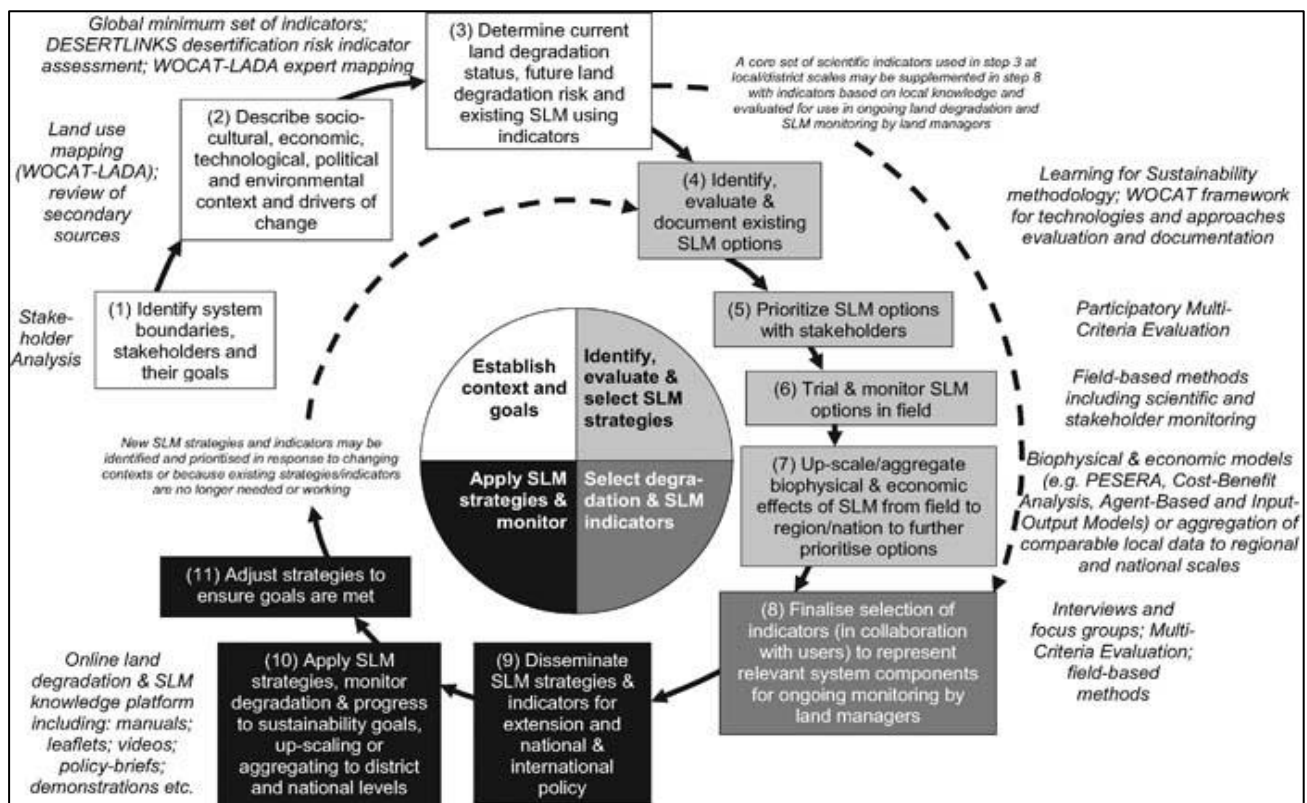 Global minimum set of indicators;
DESERTLINKS desertification risk indicator
assessment; WOCAT-LADA expert mapping
(3) Determine current
land degradation
status, future land
degradation risk and
existing SLM using
indicators
A core set of scientific indicators used in step 3 at
local/district scales may be supplemented in step 8
with indicators based on local knowledge and
evaluated for use in ongoing land degradation and
SLM monitoring by land managers
Land use
mapping
(WOCAT-LADA);
review of
secondary
sources
(2) Describe socio-
cultural, economic,
technological, political
and environmental
context and drivers of
change
(4) Identify,
evaluate &
document existing
SLM options
Learning for Sustainability
methodology; WOCAT framework
for technologies and approaches
evaluation and documentation
Stake-
holder
Analysis
(1) Identify system
boundaries,
stakeholders and
their goals
(5) Prioritize SLM options
with stakeholders
Participatory Multi-
Criteria Evaluation
Establish
context and
goals
Identify,
evaluate &
select SLM
strategies
(6) Trial & monitor SLM
options in field
Field-based methods
including scientific and
stakeholder monitoring
New SLM strategies and indicators may be
identified and prioritised in response to changing
contexts or because existing strategies/indicators
are no longer needed or working
Apply SLM
strategies &
monitor
Select degra-
dation & SLM
indicators
(7) Up-scale/aggregate
biophysical & economic
effects of SLM from field to
region/nation to further
prioritise options
Biophysical & economic models
(e.g. PESERA, Cost-Benefit
Analysis, Agent-Based and Input-
Output Models) or aggregation of
comparable local data to regional
and national scales
(11) Adjust strategies to
ensure goals are met
(8) Finalise selection of
indicators (in collaboration
with users) to represent
relevant system components
for ongoing monitoring by
land managers
Interviews and
focus groups; Multi-
Criteria Evaluation;
field-based
methods
Online land
degradation & SLM
knowledge platform
including: manuals;
leaflets; videos;
policy-briefs;
demonstrations etc.
(10) Apply SLM
strategies, monitor
degradation & progress
to sustainability goals,
up-scaling or
aggregating to district
and national levels
(9) Disseminate
SLM strategies &
indicators for
extension and
national &
international
policy